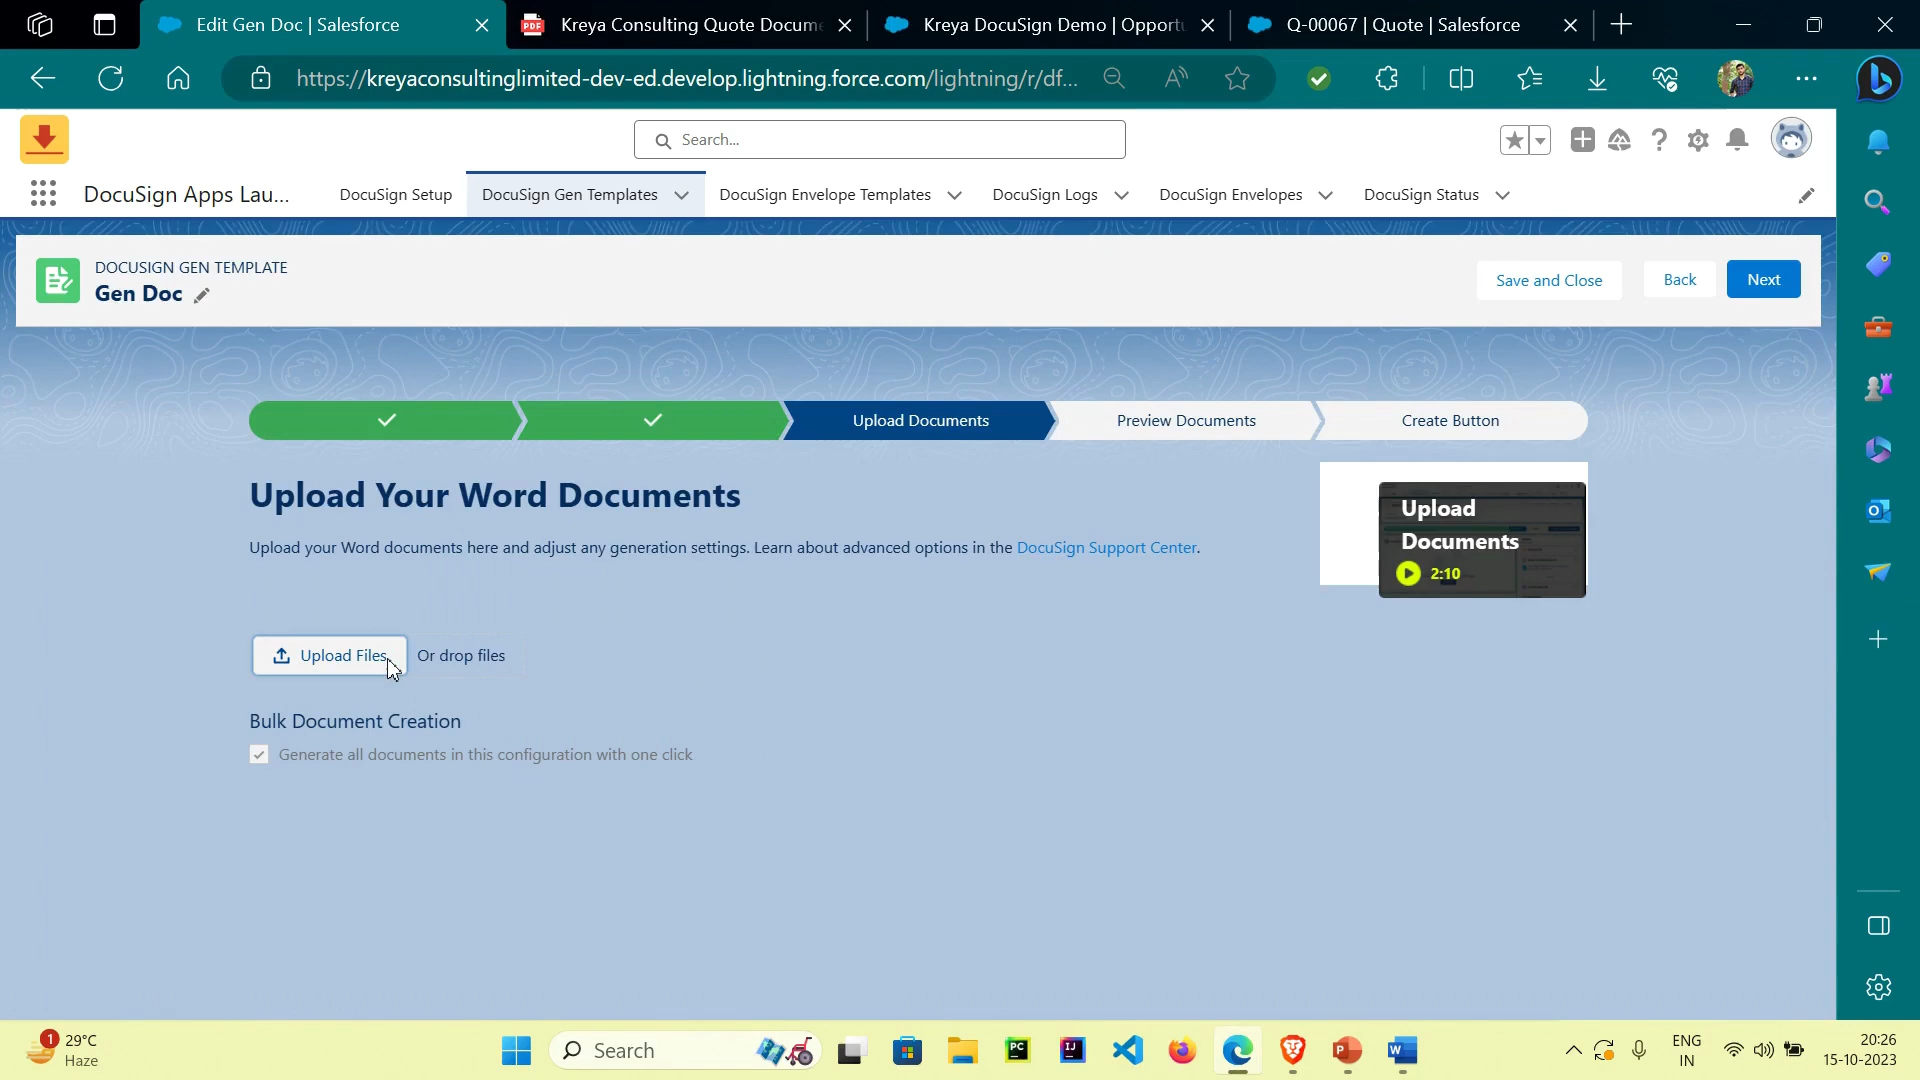 Edit Gen Doc | Salesforce
Kreya Consulting Quote Docum
Kreya DocuSign Demo | Opport
Q-00067 | Quote | Salesforce
https://kreyaconsultinglimited-dev-ed.develop.lightning.force.com/lightning/r/df...
Search...
DocuSign Apps Lau...
DocuSign Setup
DocuSign Gen Templates
DocuSign Envelope Templates
DocuSign Logs
DocuSign Envelopes
DocuSign Status
DOCUSIGN GEN TEMPLATE
Gen Doc
Save and Close
Back
Next
Upload Documents
Preview Documents
Create Button
Upload Your Word Documents
Upload your Word documents here and adjust any generation settings. Learn about advanced options in the DocuSign Support Center.
Upload
Documents
2:10
Upload Files
Or drop files
Bulk Document Creation
Generate all documents in this configuration with one click
1
29°C
Haze
Search
ENG
IN
20:26
15-10-2023